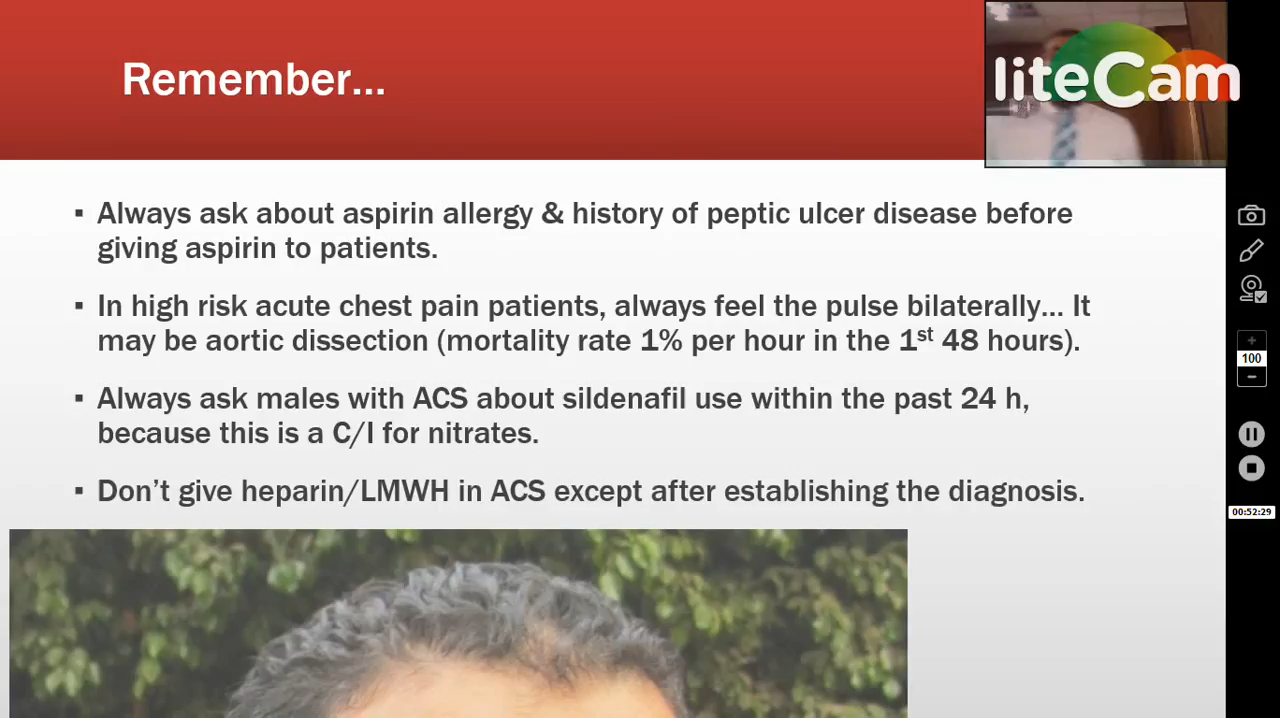 Remember...
liteCam
▪ Always ask about aspirin allergy & history of peptic ulcer disease before
giving aspirin to patients.
▪ In high risk acute chest pain patients, always feel the pulse bilaterally... It
may be aortic dissection (mortality rate 1% per hour in the 1st 48 hours).
▪ Always ask males with ACS about sildenafil use within the past 24 h,
because this is a C/I for nitrates.
▪ Don't give heparin/LMWH in ACS except after establishing the diagnosis.
100
00:52:29